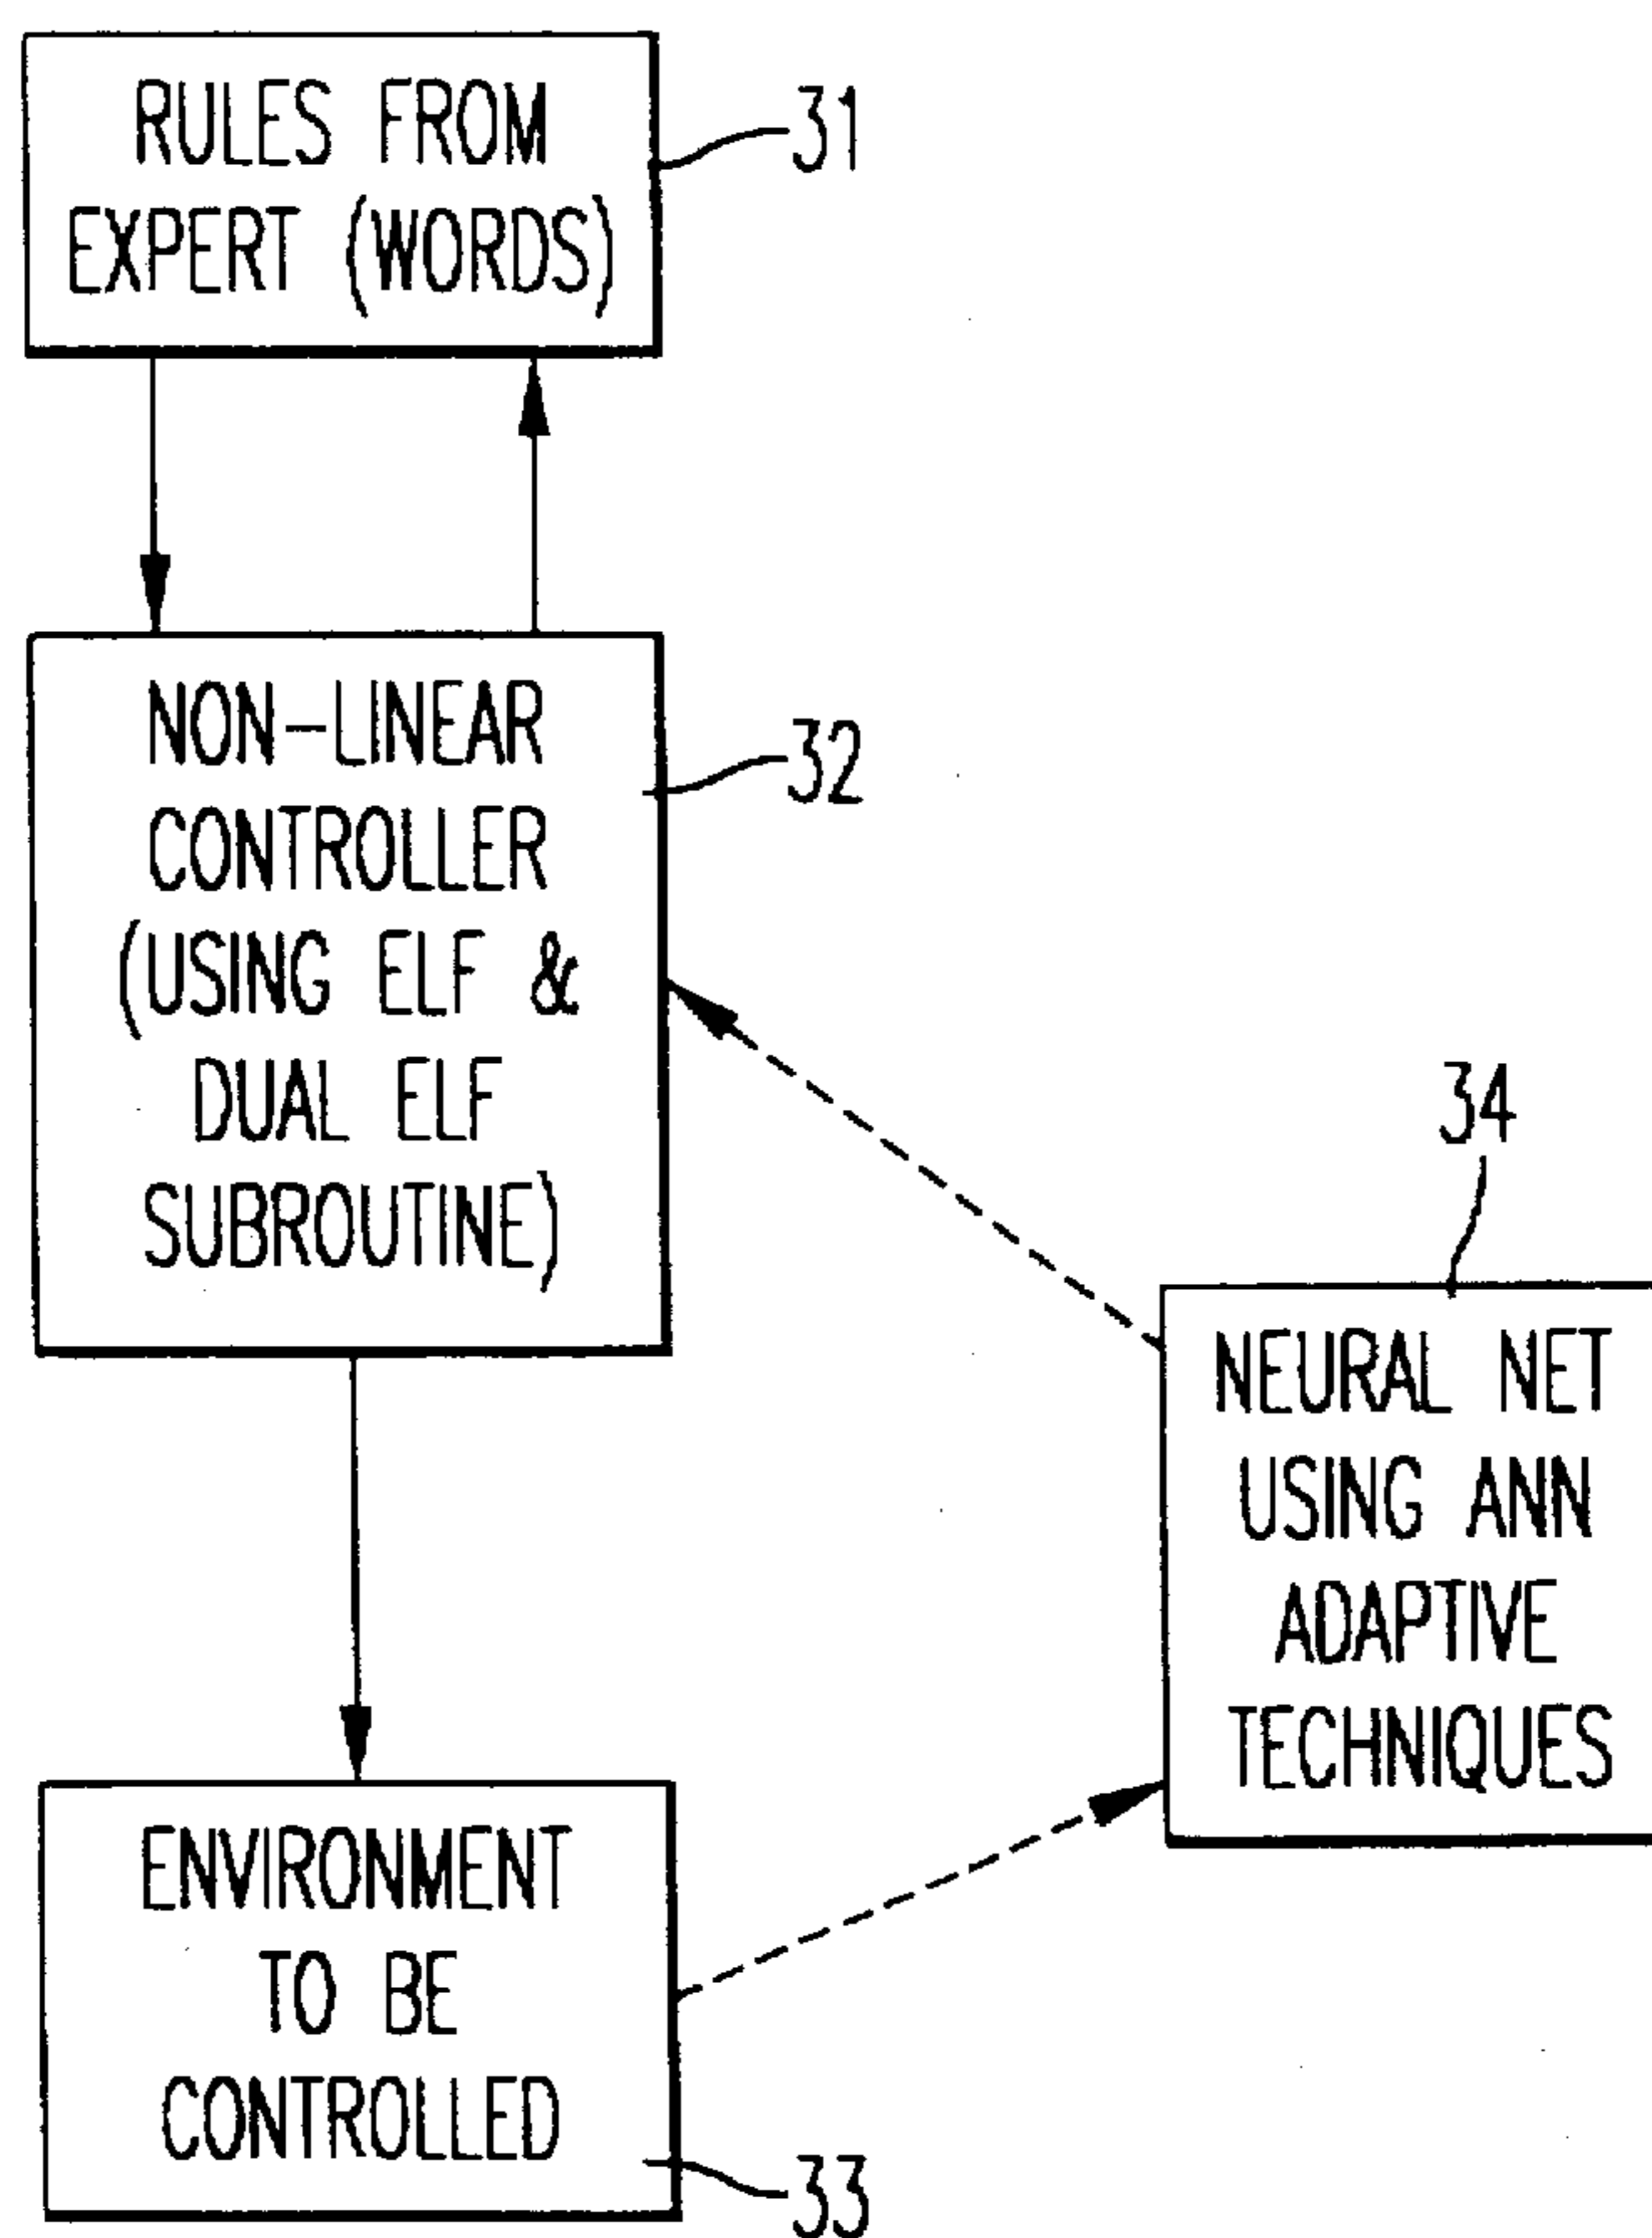 RULES FROM
EXPERT (WORDS)
31
NON-LINEAR
CONTROLLER
(USING ELF &
DUAL ELF
SUBROUTINE)
32
34
NEURAL NET
USING ANN
ADAPTIVE
TECHNIQUES
ENVIRONMENT
TO BE
CONTROLLED
33